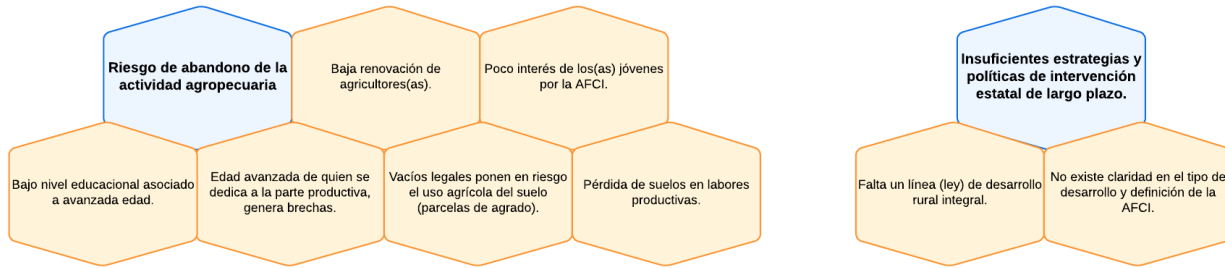 Riesgo de abandono de la
actividad agropecuaria
Baja renovación de
agricultores(as).
Poco interés de los(as) jóvenes
por la AFCI.
Bajo nivel educacional asociado
a avanzada edad.
Edad avanzada de quien se
dedica a la parte productiva,
genera brechas.
Vacíos legales ponen en riesgo
el uso agrícola del suelo
(parcelas de agrado).
Pérdida de suelos en labores
productivas.
Insuficientes estrategias y
políticas de intervención
estatal de largo plazo.
Falta un línea (ley) de desarrollo
rural integral.
No existe claridad en el tipo de
desarrollo y definición de la
AFCI.